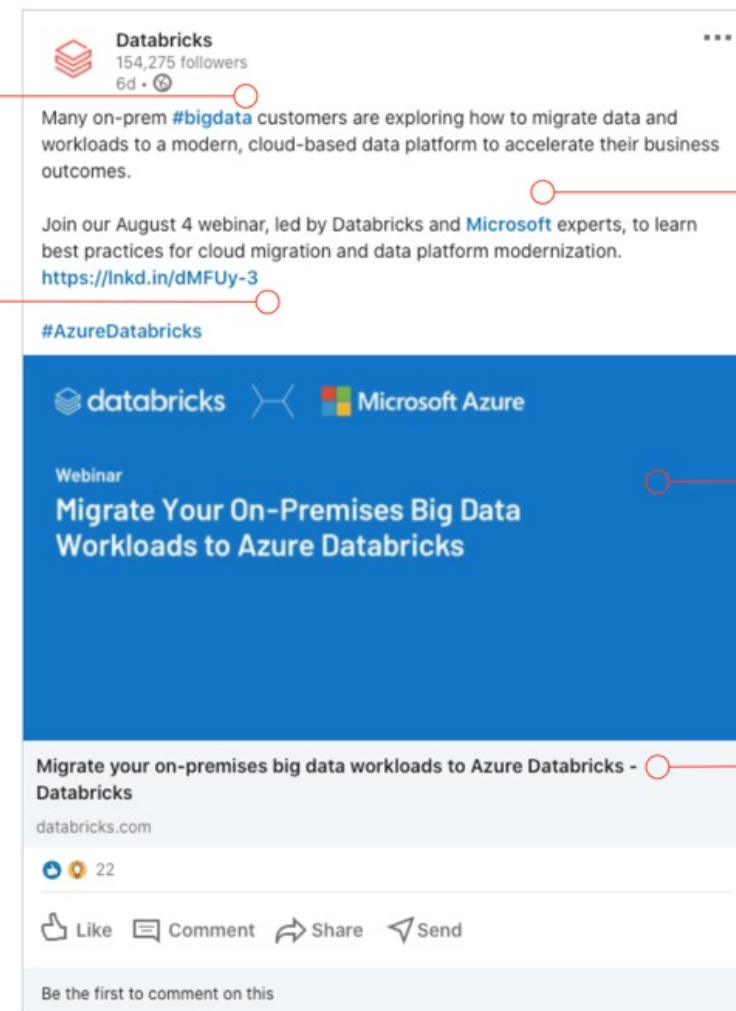 Databricks
154,275 followers
6d •
Many on-prem #bigdata customers are exploring how to migrate data and
workloads to a modern, cloud-based data platform to accelerate their business
outcomes.
Join our August 4 webinar, led by Databricks and Microsoft experts, to learn
best practices for cloud migration and data platform modernization.
https://lnkd.in/dMFUy-3
#AzureDatabricks
databricks Microsoft Azure
Webinar
Migrate Your On-Premises Big Data
Workloads to Azure Databricks
Migrate your on-premises big data workloads to Azure Databricks -
Databricks
databricks.com
22
Like Comment Share Send
Be the first to comment on this